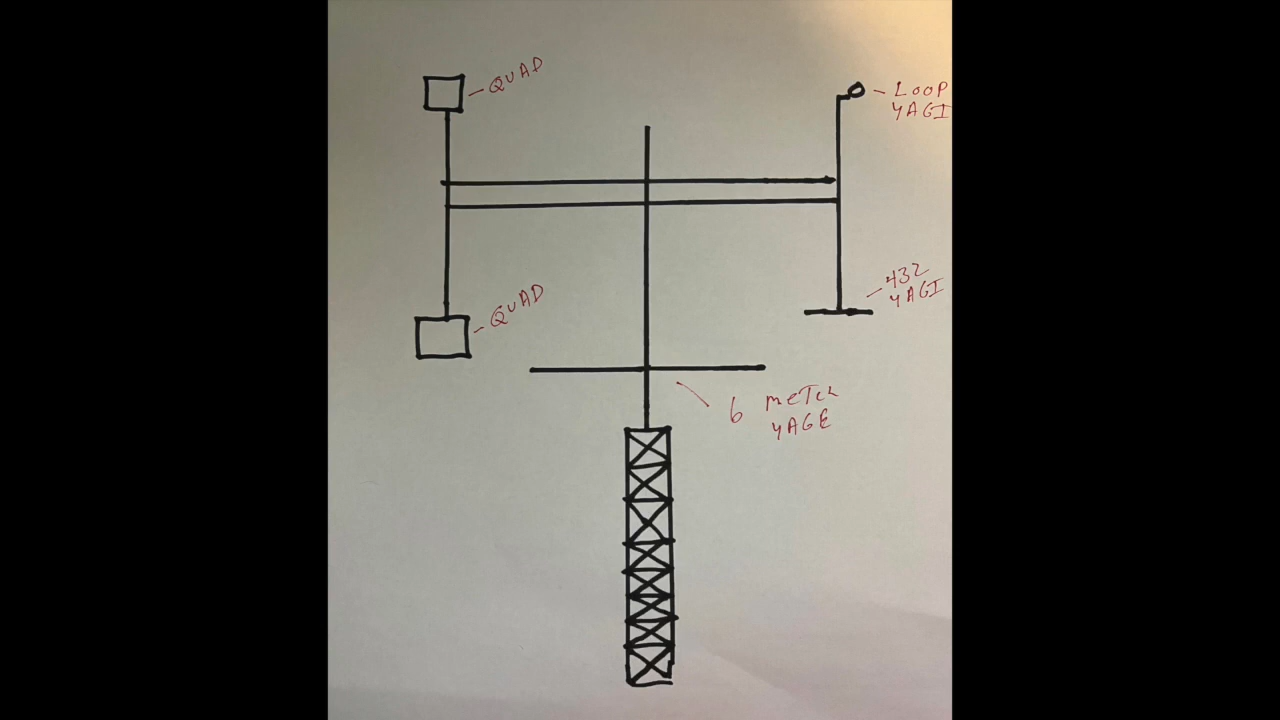 QUAD
LOOP
YAGI
QUAD
432
YAGI
6 METER
YAGE